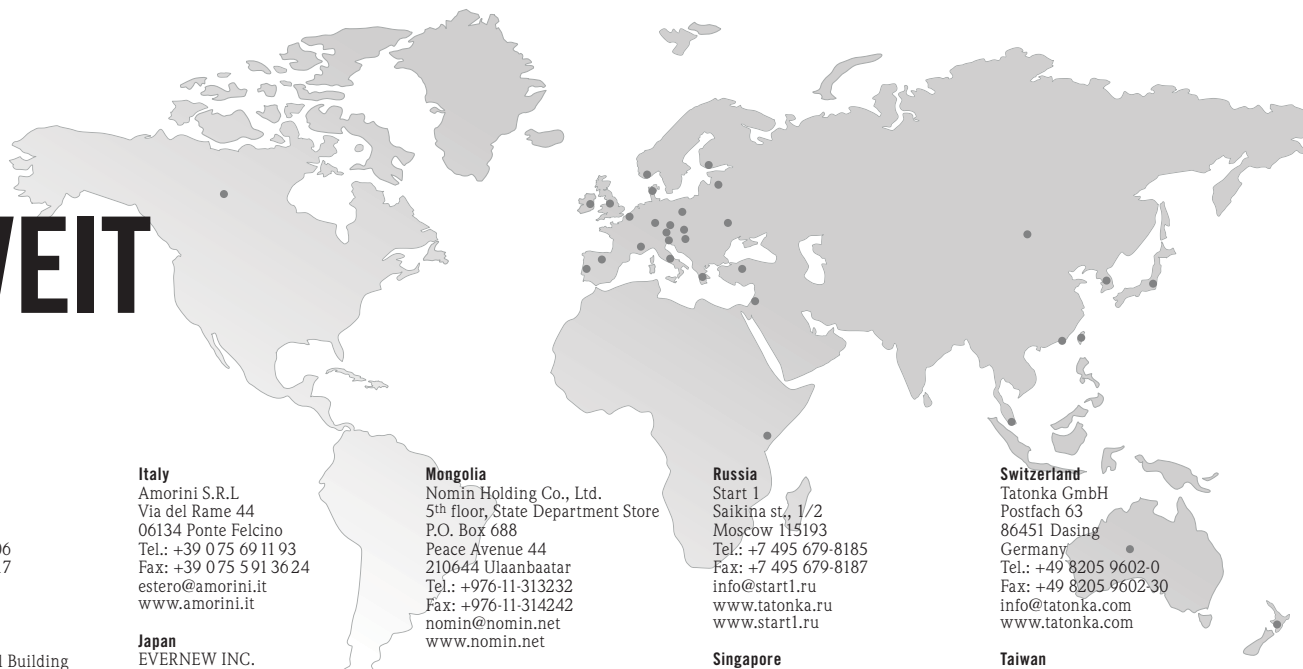 VEIT
06
17
l Building
Italy
Amorini S.R.L
Via del Rame 44
06134 Ponte Felcino
Tel.: +39 075 69 11 93
Fax: +39 075 5 91 36 24
estero@amorini.it
www.amorini.it
Japan
EVERNEW INC.
Mongolia
Nomin Holding Co., Ltd.
5th floor, State Department Store
P.O. Box 688
Peace Avenue 44
210644 Ulaanbaatar
Tel.: +976-11-313232
Fax: +976-11-314242
nomin@nomin.net
www.nomin.net
Russia
Start 1
Saikina st., 1/2
Moscow 115193
Tel.: +7 495 679-8185
Fax: +7 495 679-8187
info@start1.ru
www.tatonka.ru
www.start1.ru
Singapore
Switzerland
Tatonka GmbH
Postfach 63
86451 Dasing
Germany
Tel.: +49 8205 9602-0
Fax: +49 8205 9602-30
info@tatonka.com
www.tatonka.com
Taiwan